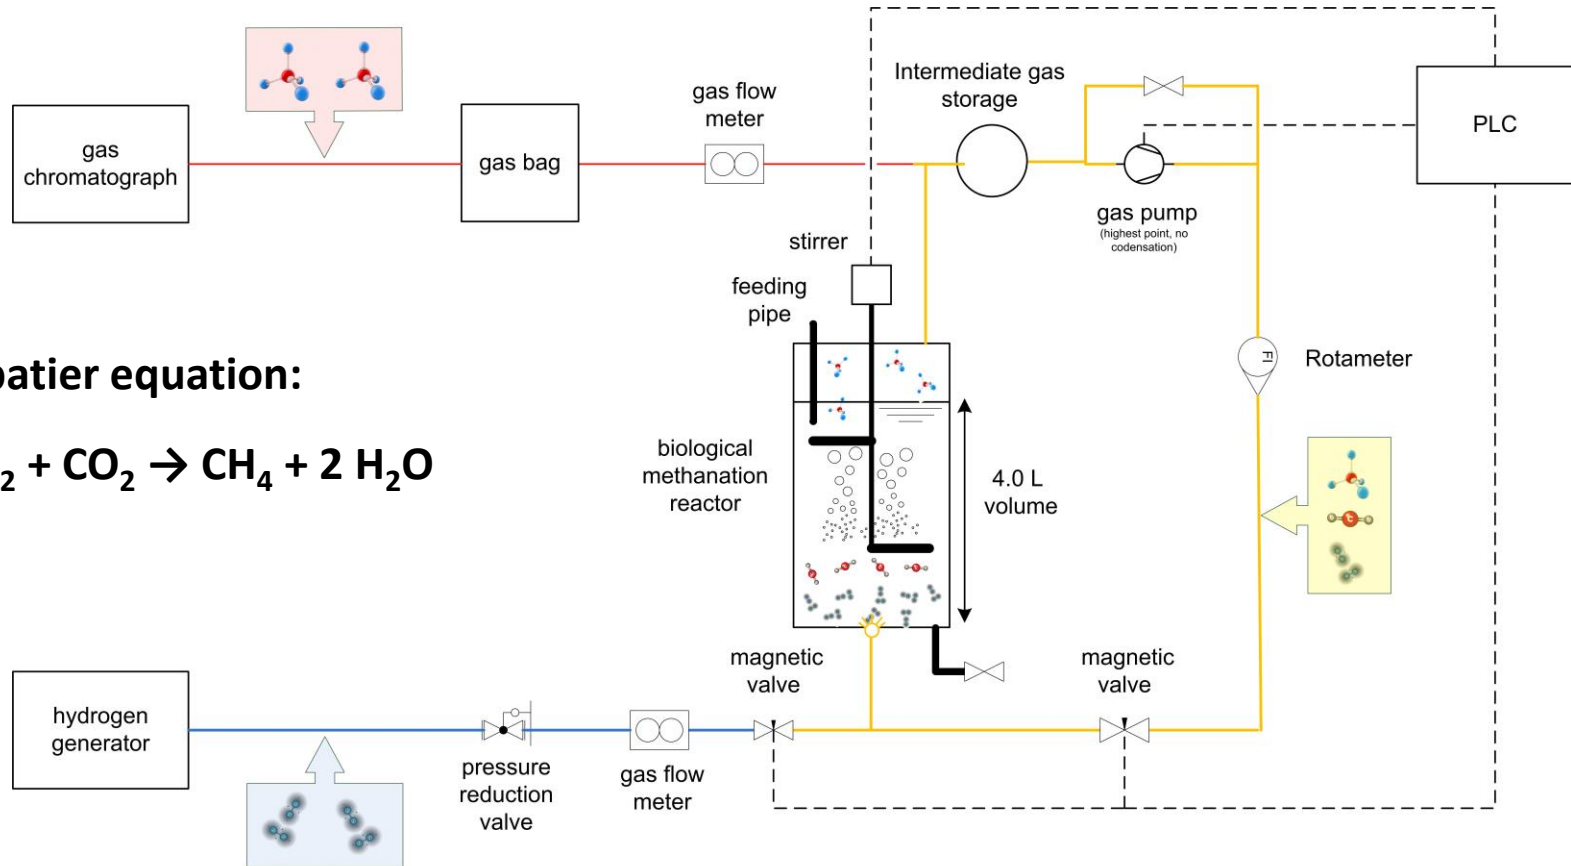 gas
chromatograph
gas bag
gas flow
meter
Intermediate gas
storage
gas pump
(highest point, no
codensation)
PLC
stirrer
feeding
pipe
Rotameter
FI
patier equation:
2 + CO2 → CH4 + 2 H2O
biological
methanation
reactor
4.0 L
volume
hydrogen
generator
pressure
reduction
valve
gas flow
meter
magnetic
valve
magnetic
valve